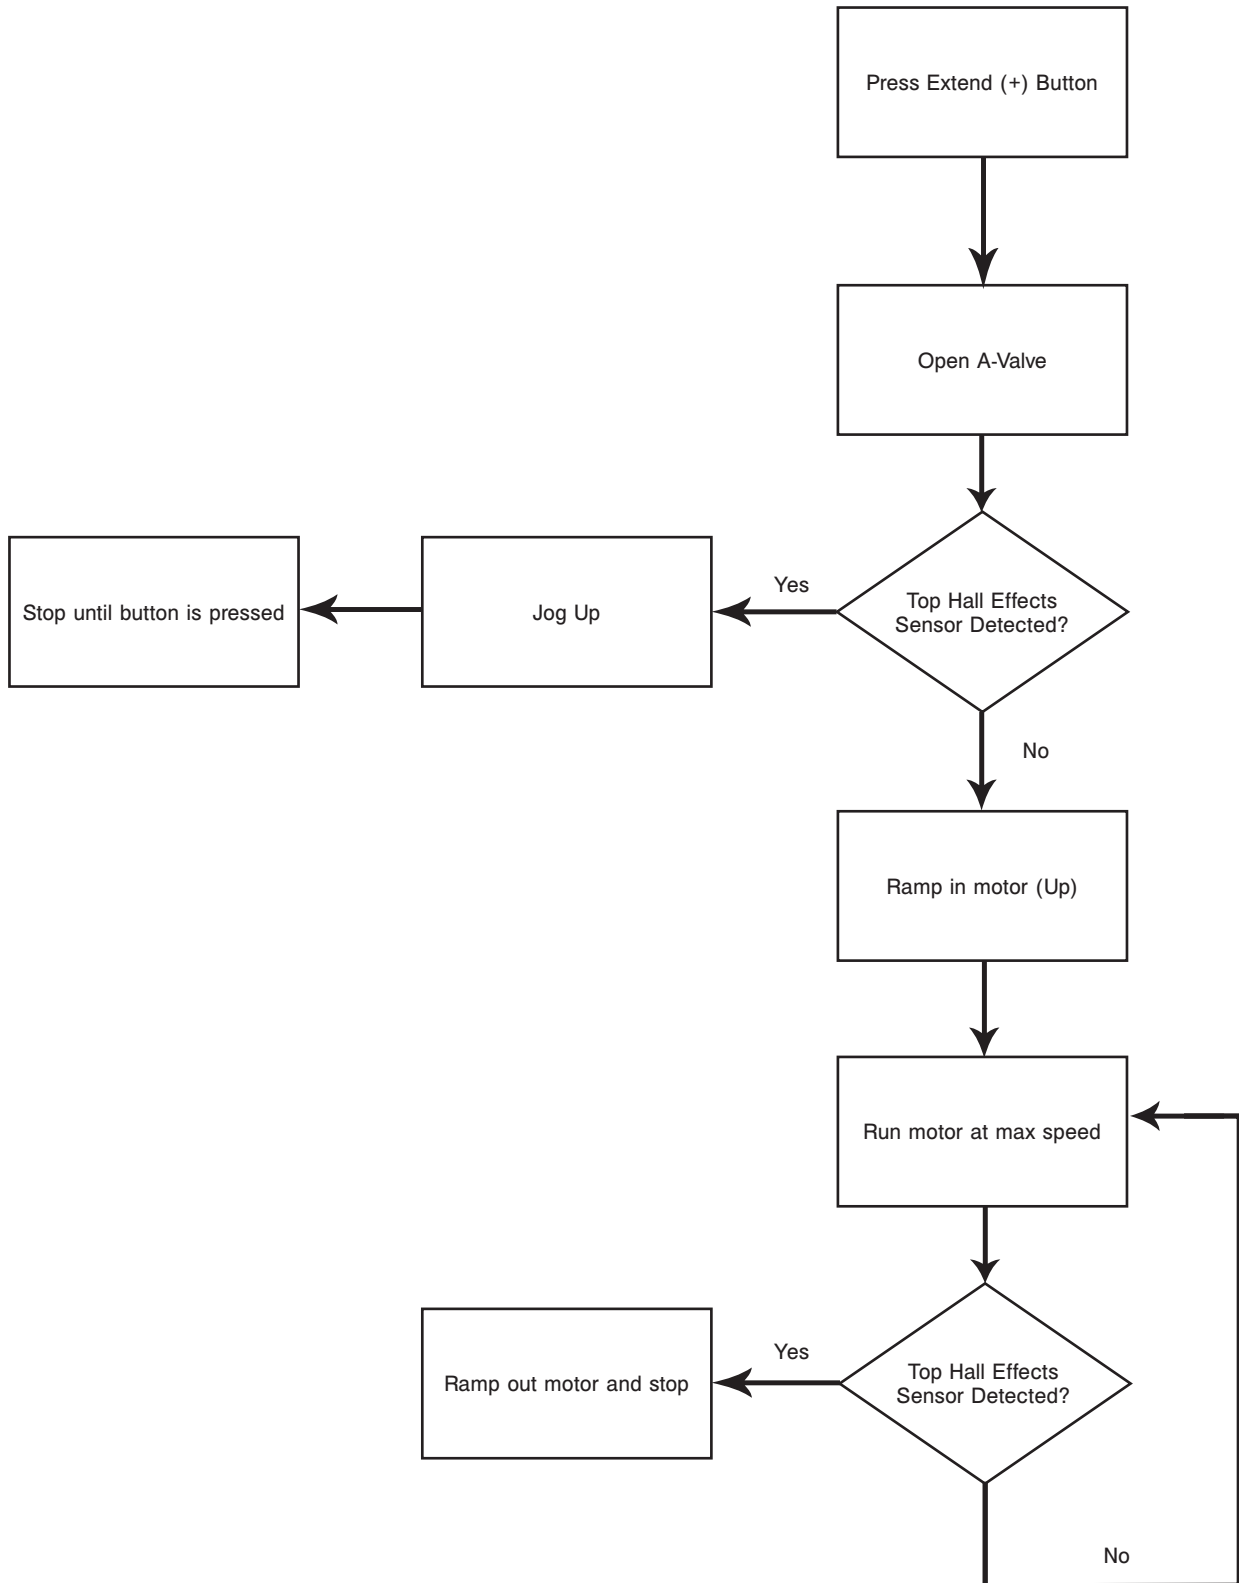 Press Extend (+) Button
Open A-Valve
Top Hall Effects
Sensor Detected?
Yes
Jog Up
Stop until button is pressed
No
Ramp in motor (Up)
Run motor at max speed
Top Hall Effects
Sensor Detected?
Yes
Ramp out motor and stop
No